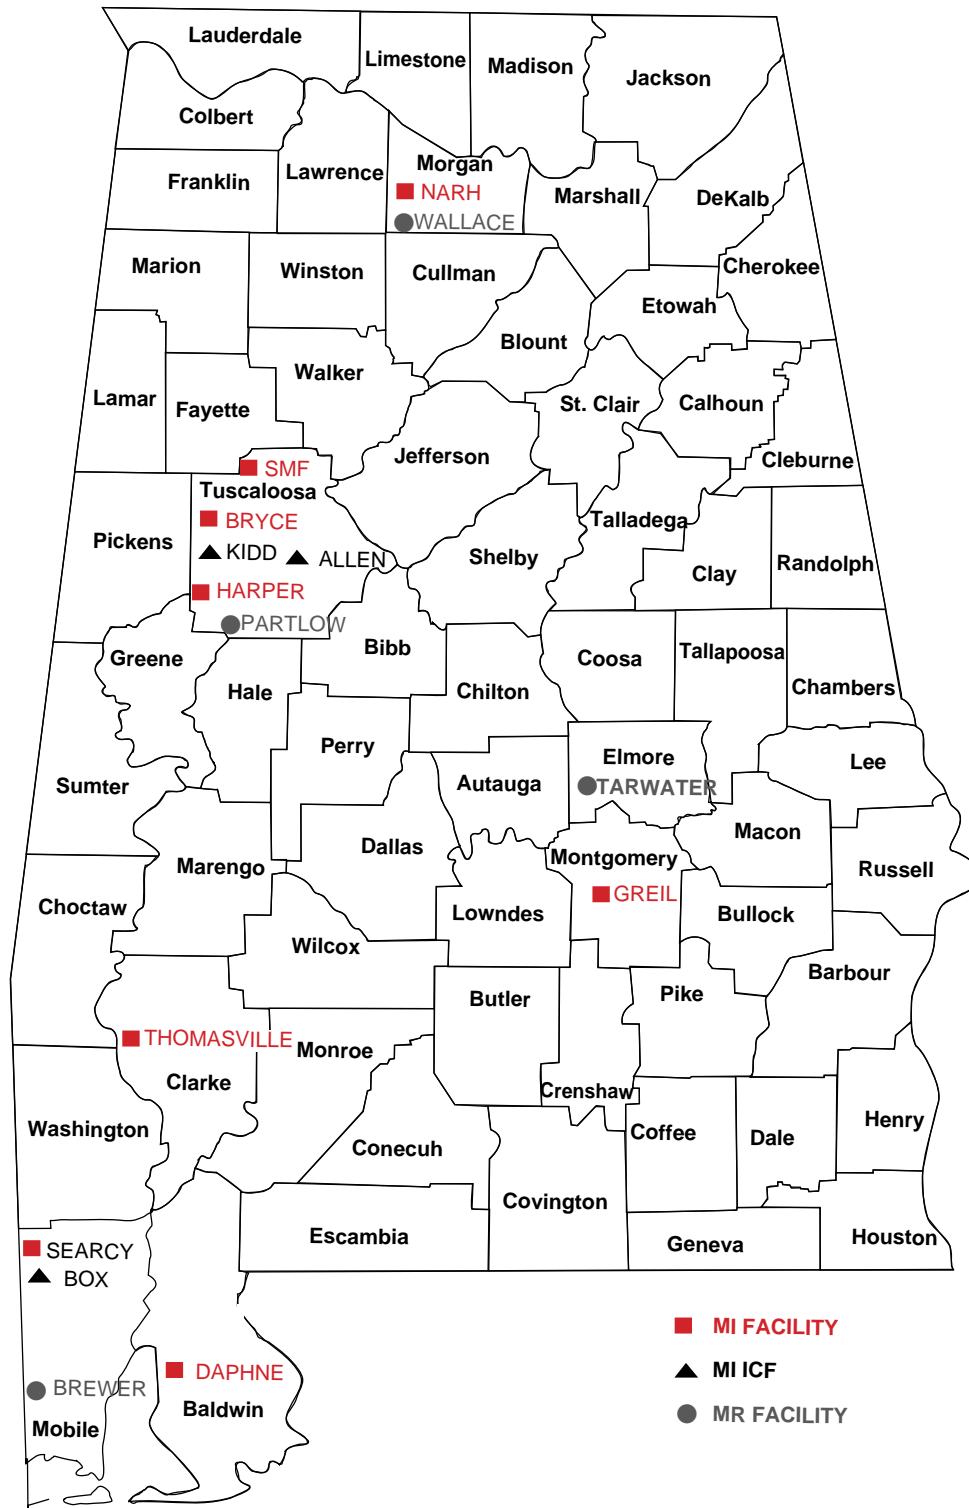 Lauderdale
Limestone
Madison
Jackson
Colbert
Morgan
Lawrence
Franklin
NARH
Marshall
DeKalb
WALLACE
Marion
Winston
Cullman
Cherokee
Etowah
Blount
Walker
Lamar
Fayette
St. Clair
Calhoun
Jefferson
Cleburne
SMF
Tuscaloosa
BRYCE
Talladega
Pickens
KIDD
ALLEN
Shelby
Clay
Randolph
HARPER
PARTLOW
Bibb
Greene
Coosa
Tallapoosa
Hale
Chilton
Chambers
Perry
Elmore
Lee
Sumter
Autauga
TARWATER
Macon
Dallas
Montgomery
Marengo
Russell
GREIL
Choctaw
Lowndes
Bullock
Wilcox
Barbour
Butler
Pike
THOMASVILLE
Monroe
Clarke
Crenshaw
Washington
Coffee
Dale
Henry
Conecuh
Covington
Escambia
Geneva
Houston
SEARCY
BOX
MI FACILITY
DAPHNE
MI ICF
BREWER
Baldwin
Mobile
MR FACILITY